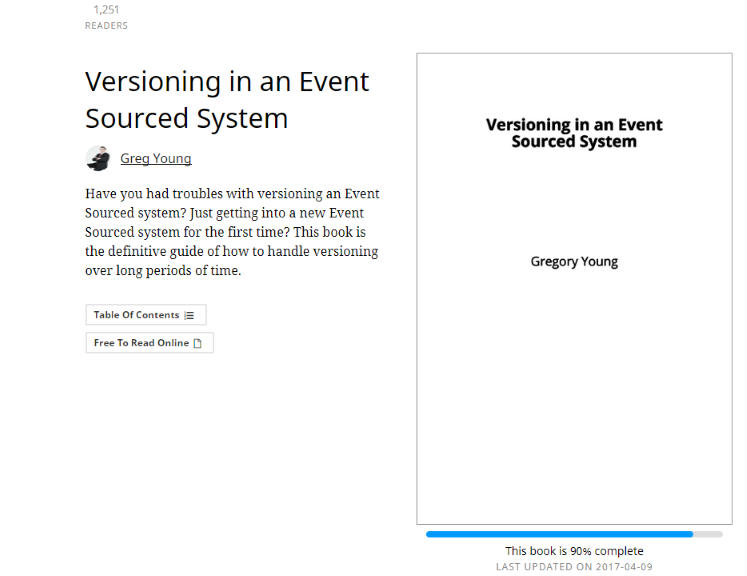 1,251
READERS
Versioning in an Event
Sourced System
Greg Young
Have you had troubles with versioning an Event
Sourced system? Just getting into a new Event
Sourced system for the first time? This book is
the definitive guide of how to handle versioning
over long periods of time.
Table Of Contents
Free To Read Online
Versioning in an Event
Sourced System
Gregory Young
This book is 90% complete
LAST UPDATED ON 2017-04-09